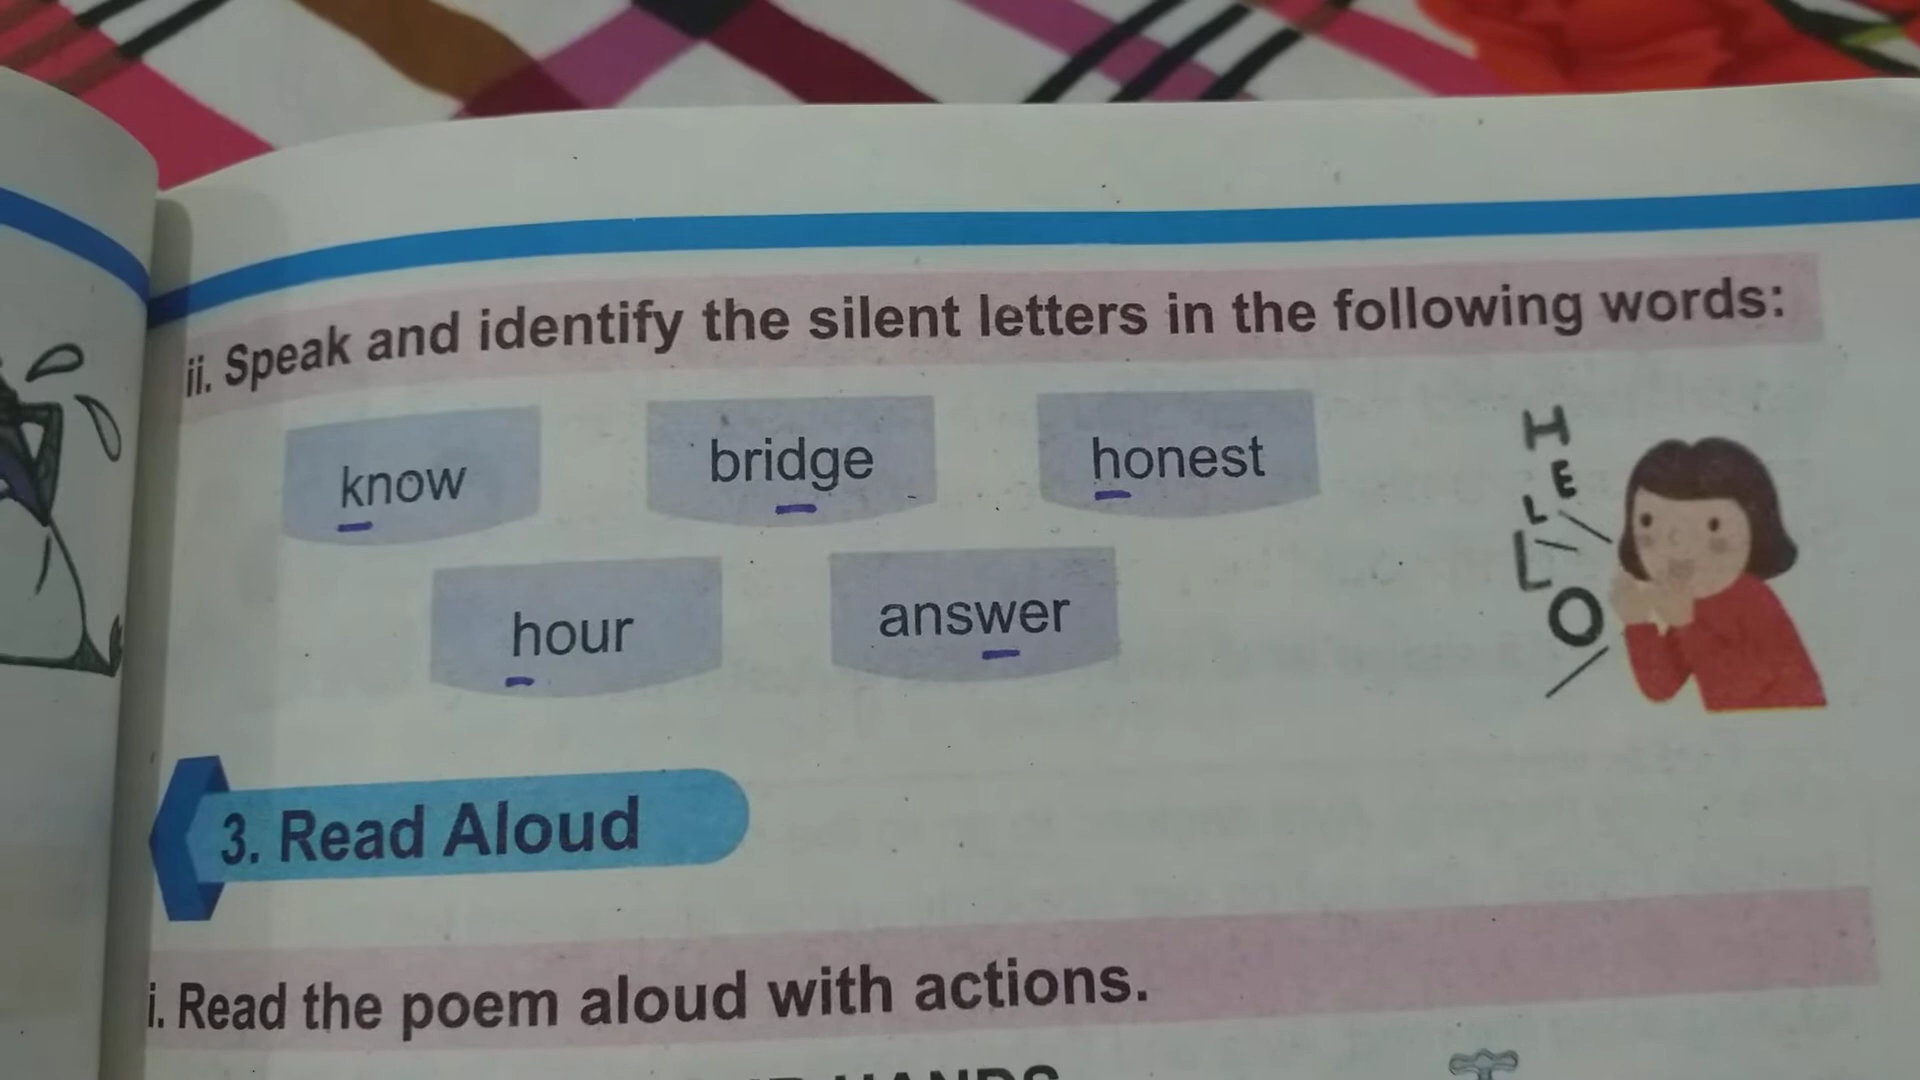 ii. Speak and identify the silent letters in the following words:
know bridge honest
hour answer
H
E
L
L
O
3. Read Aloud
i. Read the poem aloud with actions.
HANDS